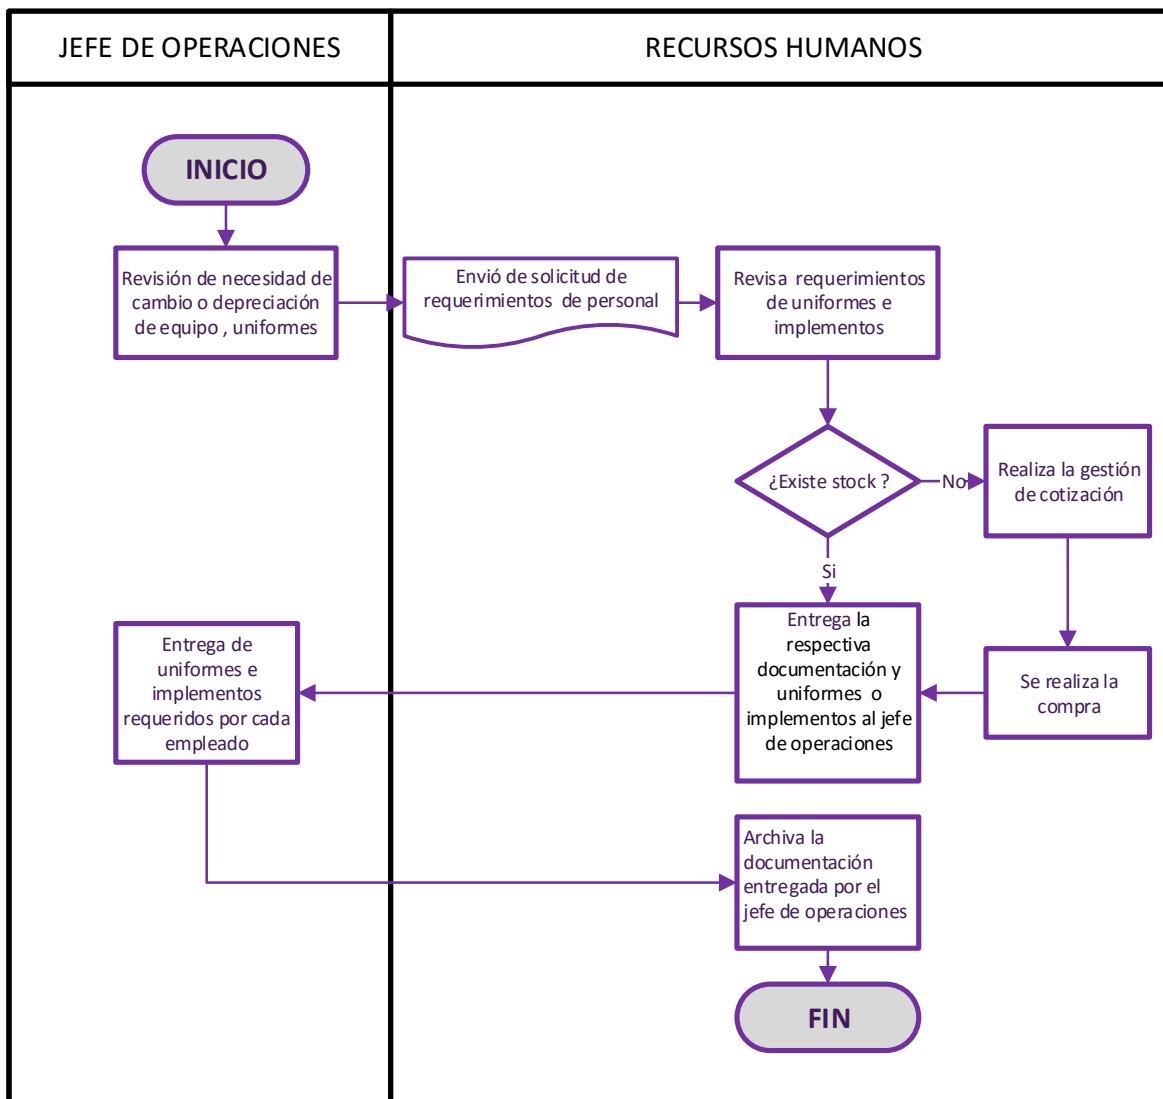 JEFE DE OPERACIONES
RECURSOS HUMANOS
INICIO
Revisión de necesidad de
cambio o depreciación
de equipo , uniformes
Envió de solicitud de
requerimientos de personal
Revisa requerimientos
de uniformes e
implementos
¿Existe stock ?
No
Realiza la gestión
de cotización
Si
Entrega la
respectiva
documentación y
uniformes o
implementos al jefe
de operaciones
Se realiza la
compra
Entrega de
uniformes e
implementos
requeridos por cada
empleado
Archiva la
documentación
entregada por el
jefe de operaciones
FIN